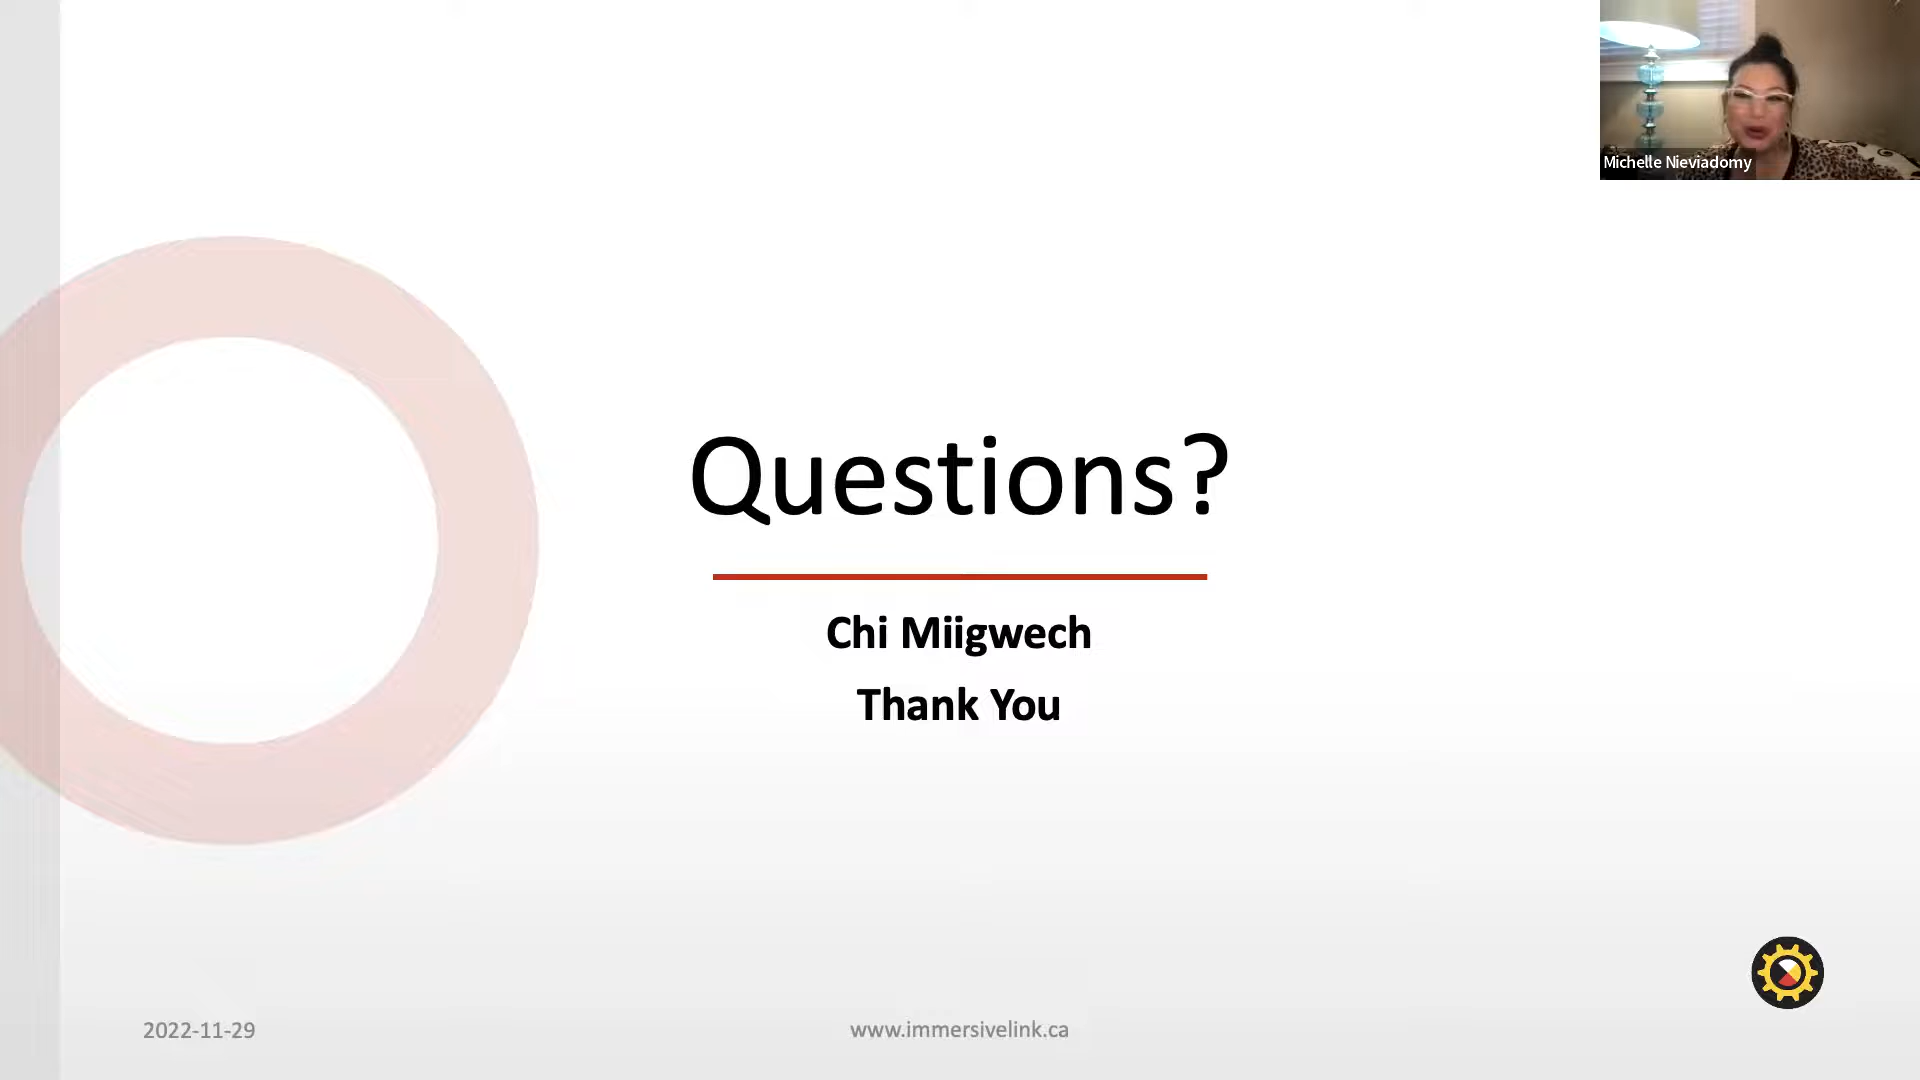 Michelle Nieviadomy
Questions?
Chi Miigwech
Thank You
2022-11-29
www.immersivelink.ca